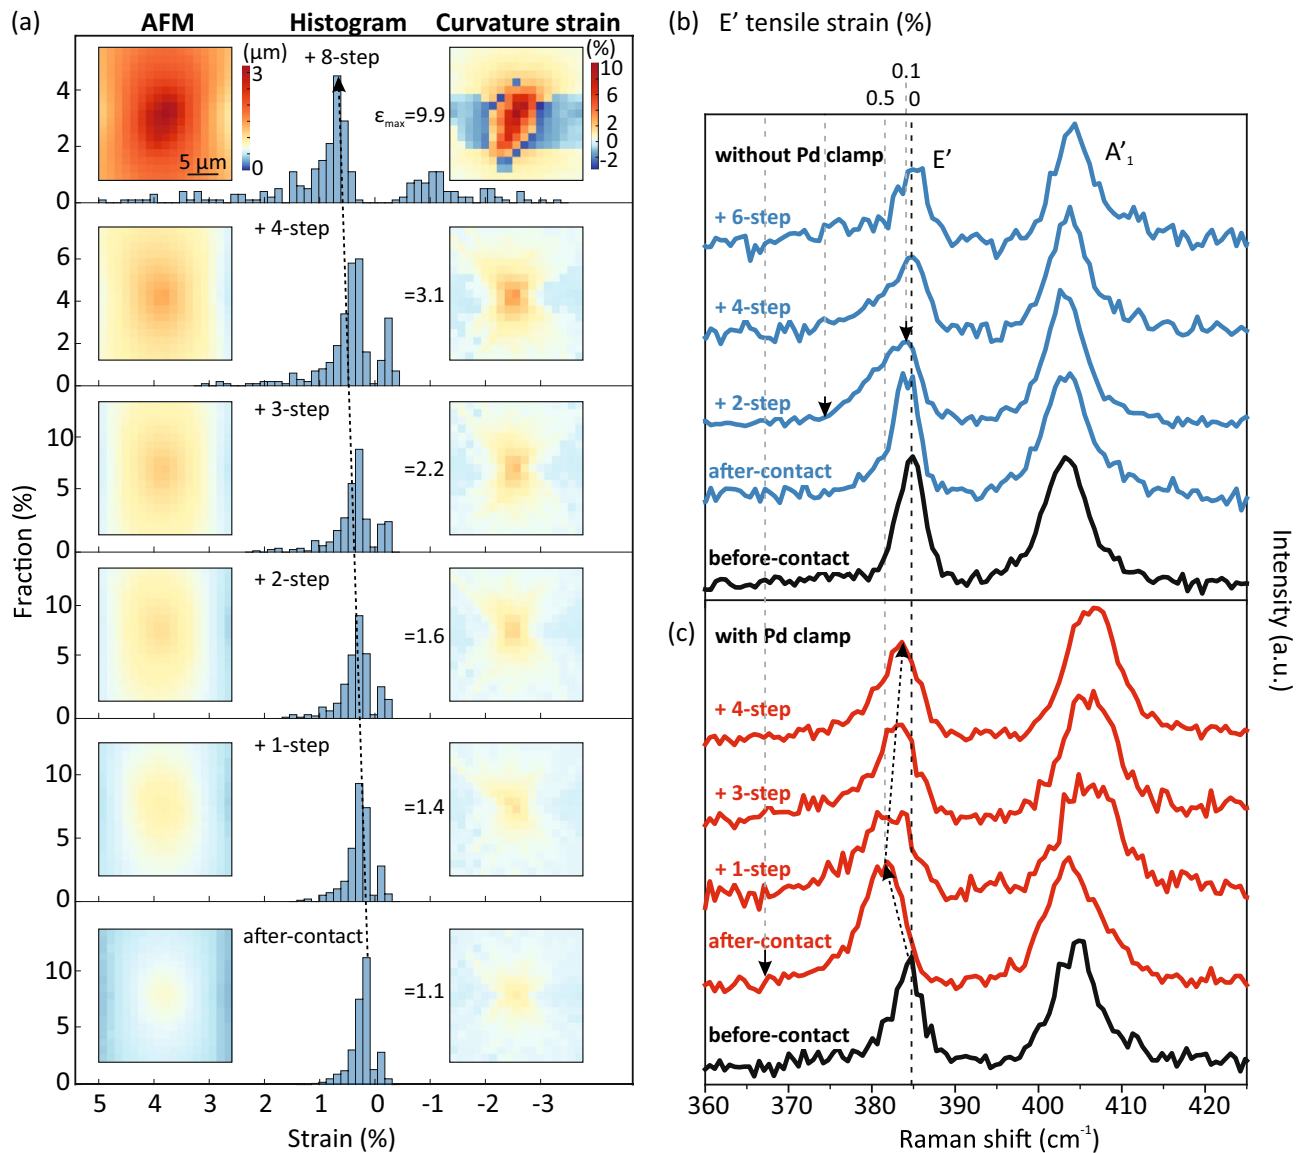 (a)
AFM Histogram Curvature strain
(μm)
3
0
5 μm
+ 8-step
εmax=9.9
(%)
10
6
2
0
-2
4
2
0
+ 4-step
=3.1
6
4
2
0
+ 3-step
=2.2
10
5
0
+ 2-step
=1.6
10
5
0
+ 1-step
=1.4
10
5
0
after-contact
=1.1
10
5
0
5 4 3 2 1 0 -1 -2 -3
Strain (%)
Fraction (%)
(b) E’ tensile strain (%)
0.1
0.5 0
without Pd clamp
E’
A’1
+ 6-step
+ 4-step
+ 2-step
after-contact
before-contact
(c)
with Pd clamp
+ 4-step
+ 3-step
+ 1-step
after-contact
before-contact
360 370 380 390 400 410 420
Raman shift (cm-1)
Intensity (a.u.)